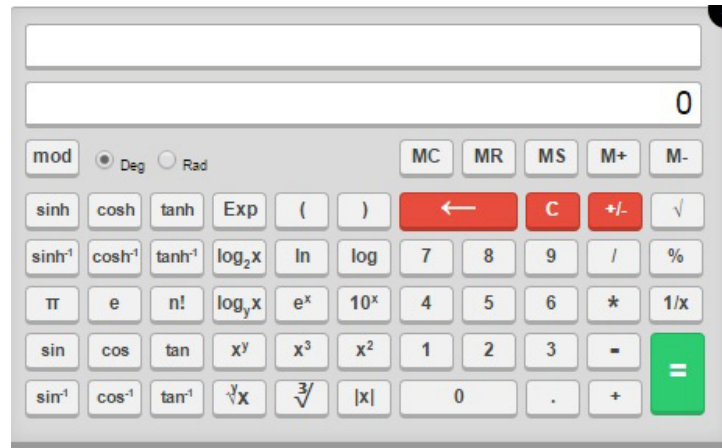 0
mod Deg Rad MC MR MS M+ M-
sinh cosh tanh Exp ( ) ← C +/- √
sinh⁻¹ cosh⁻¹ tanh⁻¹ log₂x ln log 7 8 9 / %
π e n! logᵧx eˣ 10ˣ 4 5 6 * 1/x
sin cos tan xʸ x³ x² 1 2 3 - =
sin⁻¹ cos⁻¹ tan⁻¹ ʸ√x ³√ |x| 0 . +